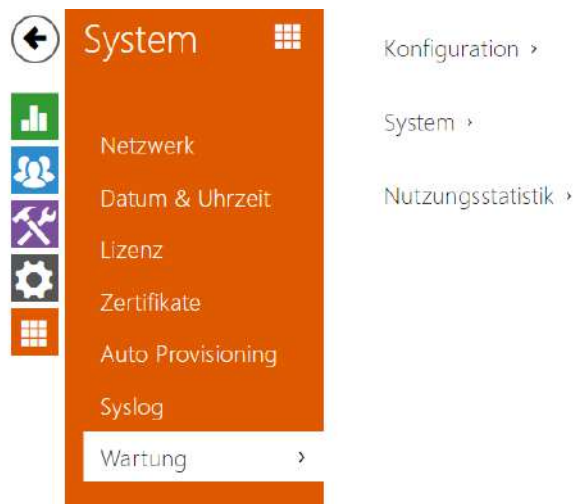 System
Netzwerk
Datum & Uhrzeit
Lizenz
Zertifikate
Auto Provisioning
Syslog
Wartung
Konfiguration
System
Nutzungsstatistik